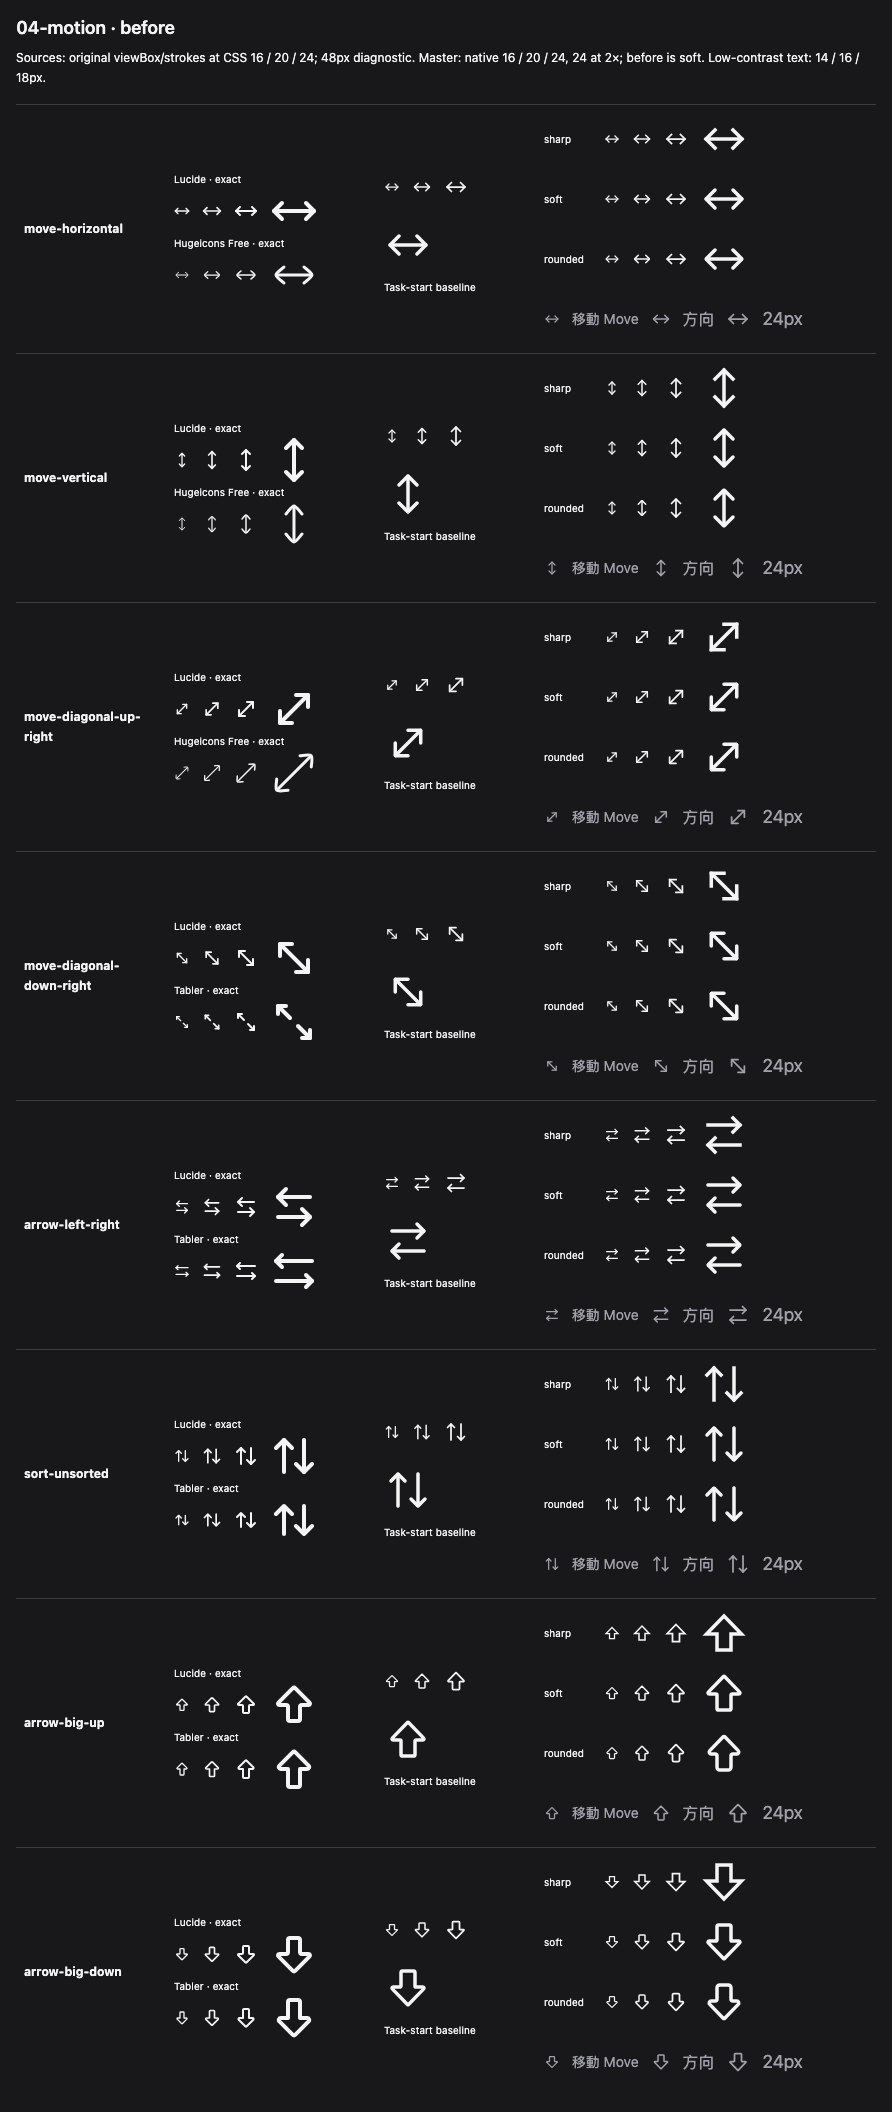 04-motion · before
Sources: original viewBox/strokes at CSS 16 / 20 / 24; 48px diagnostic. Master: native 16 / 20 / 24, 24 at 2×; before is soft. Low-contrast text: 14 / 16 /
18px.
move-horizontal
Lucide · exact
Hugeicons Free · exact
Task-start baseline
sharp
soft
rounded
移動 Move 方向 24px
move-vertical
Lucide · exact
Hugeicons Free · exact
Task-start baseline
sharp
soft
rounded
移動 Move 方向 24px
move-diagonal-up-
right
Lucide · exact
Hugeicons Free · exact
Task-start baseline
sharp
soft
rounded
移動 Move 方向 24px
move-diagonal-
down-right
Lucide · exact
Tabler · exact
Task-start baseline
sharp
soft
rounded
移動 Move 方向 24px
arrow-left-right
Lucide · exact
Tabler · exact
Task-start baseline
sharp
soft
rounded
移動 Move 方向 24px
sort-unsorted
Lucide · exact
Tabler · exact
Task-start baseline
sharp
soft
rounded
移動 Move 方向 24px
arrow-big-up
Lucide · exact
Tabler · exact
Task-start baseline
sharp
soft
rounded
移動 Move 方向 24px
arrow-big-down
Lucide · exact
Tabler · exact
Task-start baseline
sharp
soft
rounded
移動 Move 方向 24px